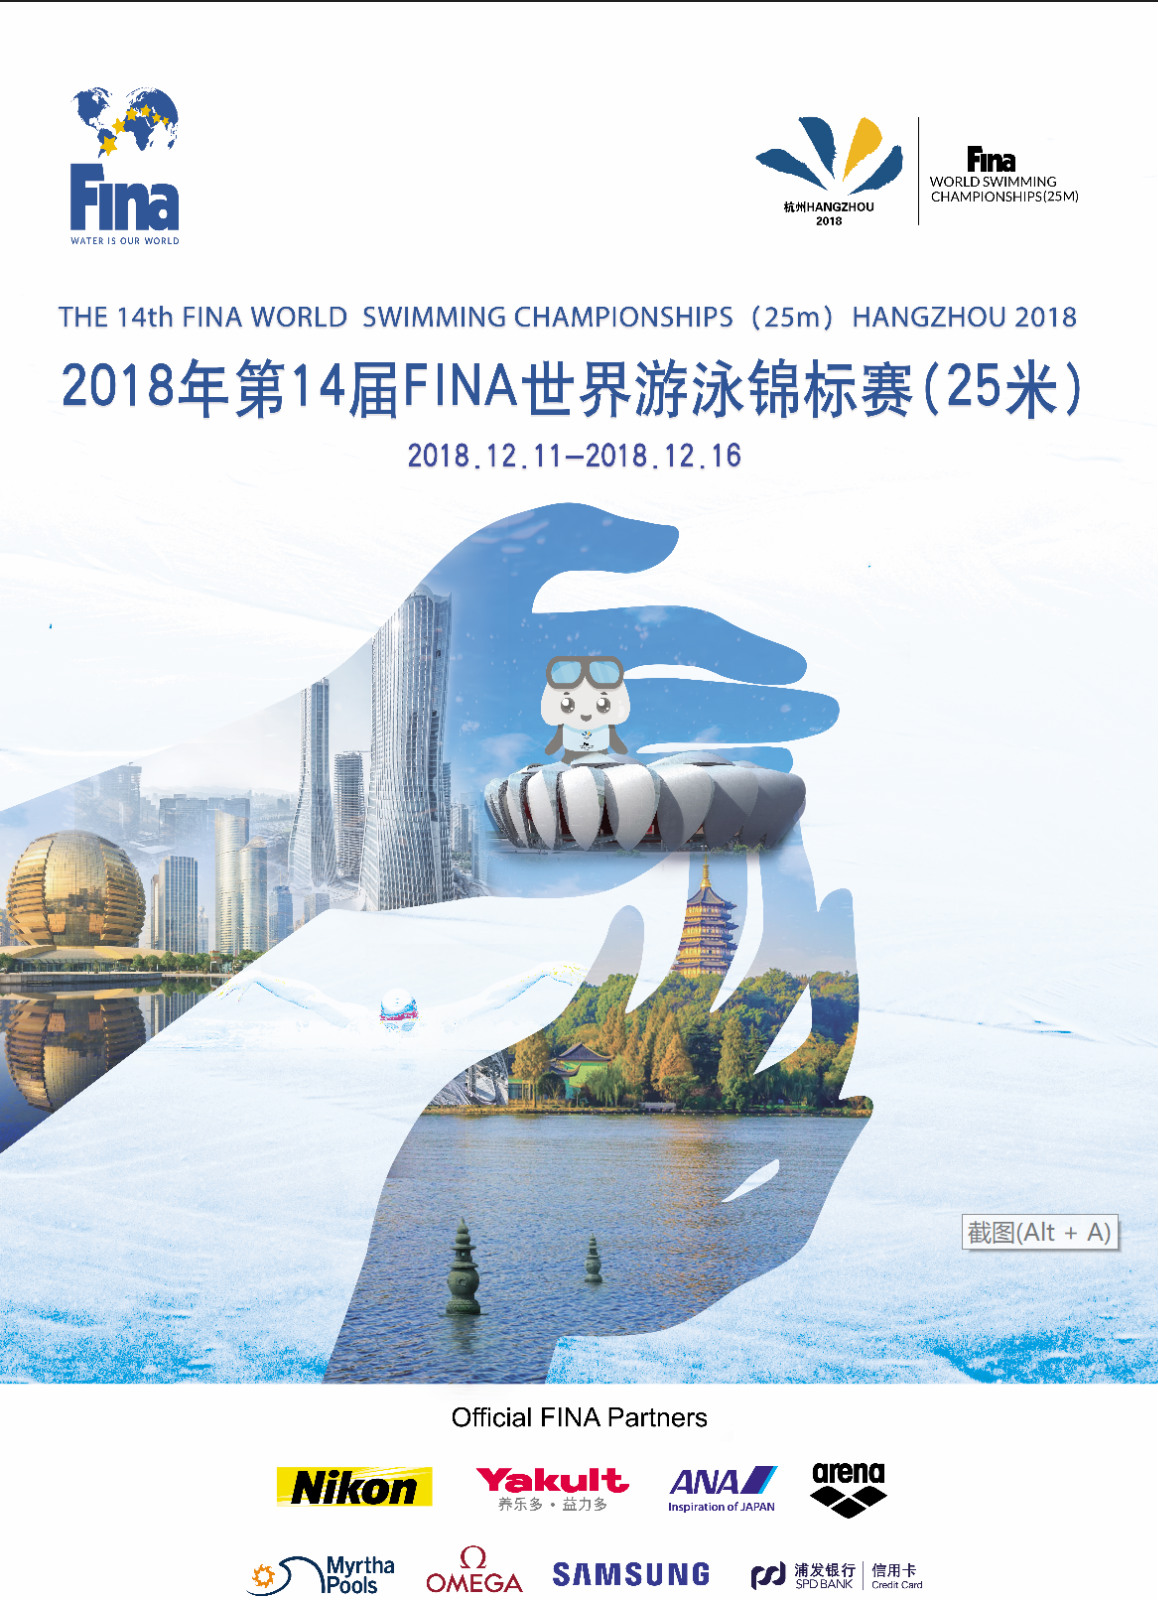 Fina
WATER IS OUR WORLD
杭州HANGZHOU
2018
Fina
WORLD SWIMMING
CHAMPIONSHIPS(25M)
THE 14th FINA WORLD SWIMMING CHAMPIONSHIPS (25m) HANGZHOU 2018
2018年第14届FINA世界游泳锦标赛(25米)
2018.12.11—2018.12.16
截图(Alt + A)
Official FINA Partners
Nikon
Yakult
养乐多·益力多
ANA
Inspiration of JAPAN
arena
Myrtha
Pools
Ω
OMEGA
SAMSUNG
浦发银行
SPD BANK
信用卡
Credit Card